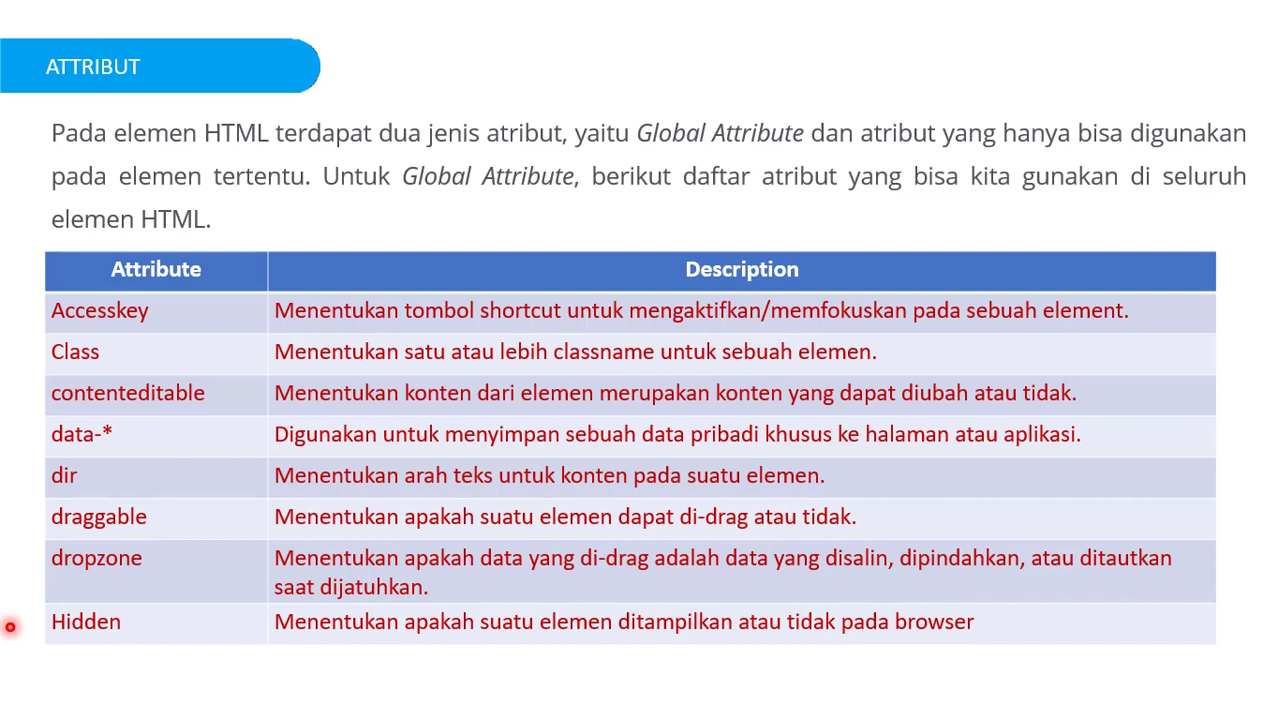 ATTRIBUT
Pada elemen HTML terdapat dua jenis atribut, yaitu Global Attribute dan atribut yang hanya bisa digunakan
pada elemen tertentu. Untuk Global Attribute, berikut daftar atribut yang bisa kita gunakan di seluruh
elemen HTML.
Attribute Description
Accesskey Menentukan tombol shortcut untuk mengaktifkan/memfokuskan pada sebuah element.
Class Menentukan satu atau lebih classname untuk sebuah elemen.
contenteditable Menentukan konten dari elemen merupakan konten yang dapat diubah atau tidak.
data-* Digunakan untuk menyimpan sebuah data pribadi khusus ke halaman atau aplikasi.
dir Menentukan arah teks untuk konten pada suatu elemen.
draggable Menentukan apakah suatu elemen dapat di-drag atau tidak.
dropzone Menentukan apakah data yang di-drag adalah data yang disalin, dipindahkan, atau ditautkan
saat dijatuhkan.
Hidden Menentukan apakah suatu elemen ditampilkan atau tidak pada browser